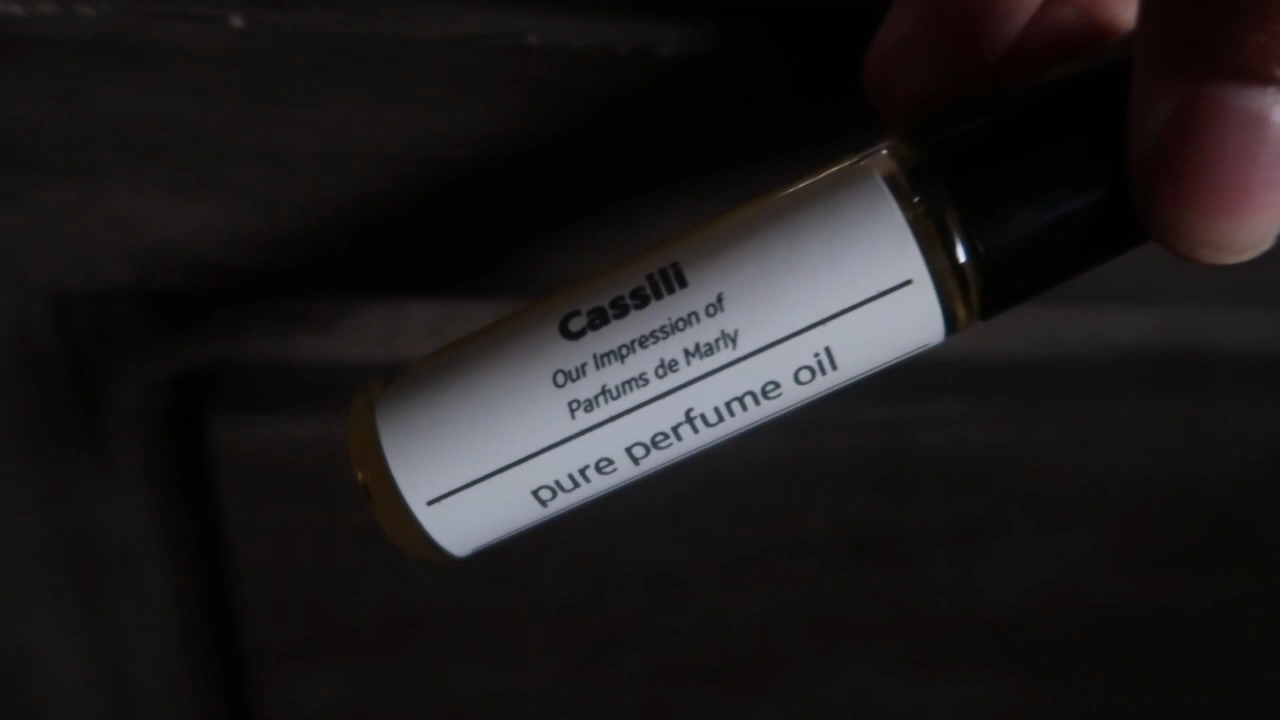 Cassili
Our Impression of
Parfums de Marly
pure perfume oil